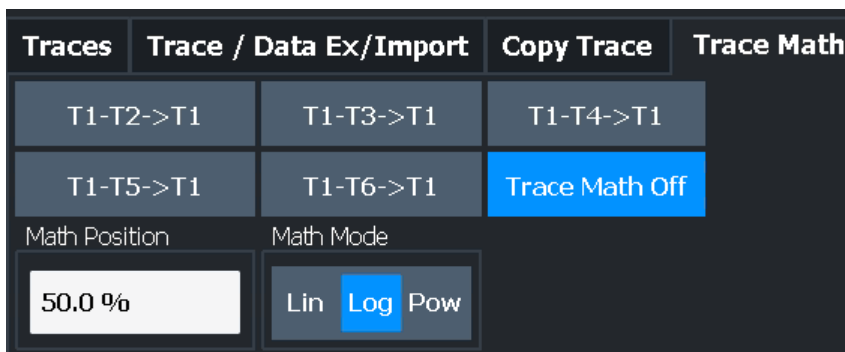 Traces Trace / Data Ex/Import Copy Trace Trace Math
T1-T2->T1 T1-T3->T1 T1-T4->T1
T1-T5->T1 T1-T6->T1 Trace Math Off
Math Position Math Mode
50.0 % Lin Log Pow